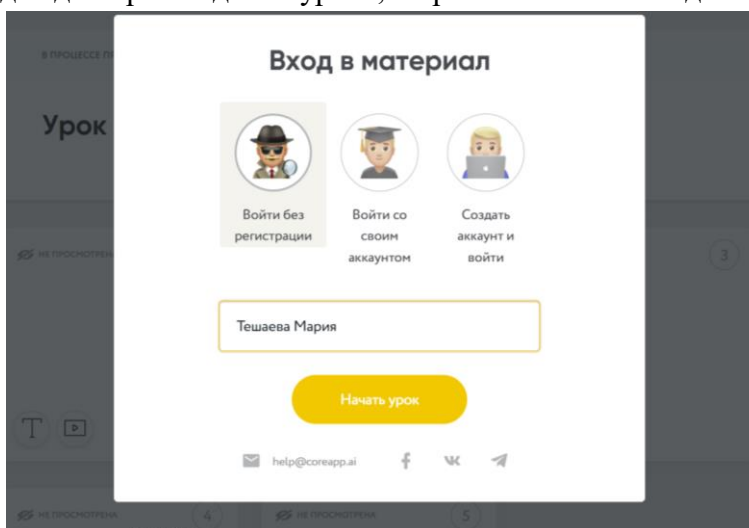 В ПРОЦЕССЕ
Вход в материал
Урок
Войти без
регистрации
Войти со
своим
аккаунтом
Создать
аккаунт и
войти
НЕ ПРОСМОТРЕНА
3
Тешаева Мария
Начать урок
T
help@coreapp.ai
НЕ ПРОСМОТРЕНА
4
НЕ ПРОСМОТРЕНА
5